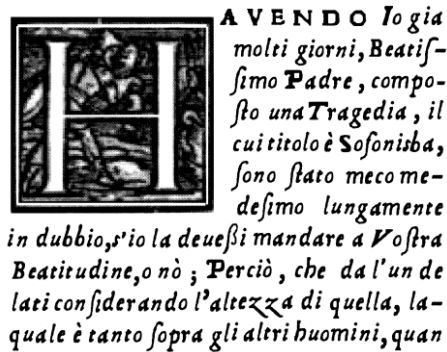 HAVENDO Io gia
molti giorni, Beatiſ-
ſimo Padre, compo-
ſto una Tragedia, il
cui titolo è Sofonisba,
ſono ſtato meco me-
deſimo lungamente
in dubbio, s'io la deueßi mandare a Voſtra
Beatitudine, o nò; Perciò, che da l'un de
lati conſiderando l'altezza di quella, la-
quale è tanto ſopra gli altri huomini, quan